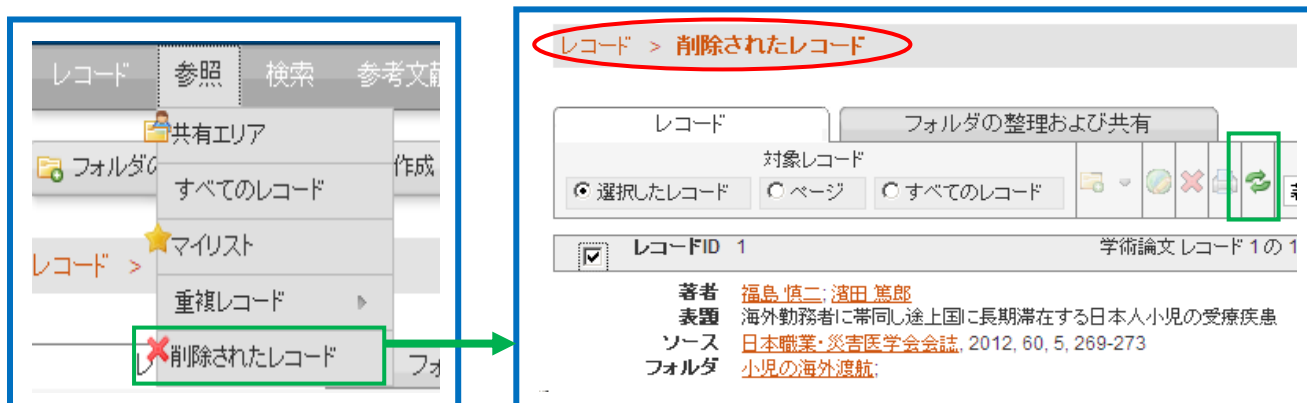 レコード 参照 検索 参考文献
共有エリア
フォルダの 作成
すべてのレコード
マイリスト
レコード >
重複レコード
削除されたレコード
レコード > 削除されたレコード
レコード フォルダの整理および共有
対象レコード
選択したレコード ページ すべてのレコード
レコードID 1 学術論文 レコード 1 の 1
著者 福島 慎二; 濱田 篤郎
表題 海外勤務者に帯同し途上国に長期滞在する日本人小児の受療疾患
ソース 日本職業・災害医学会会誌, 2012, 60, 5, 269-273
フォルダ 小児の海外渡航;